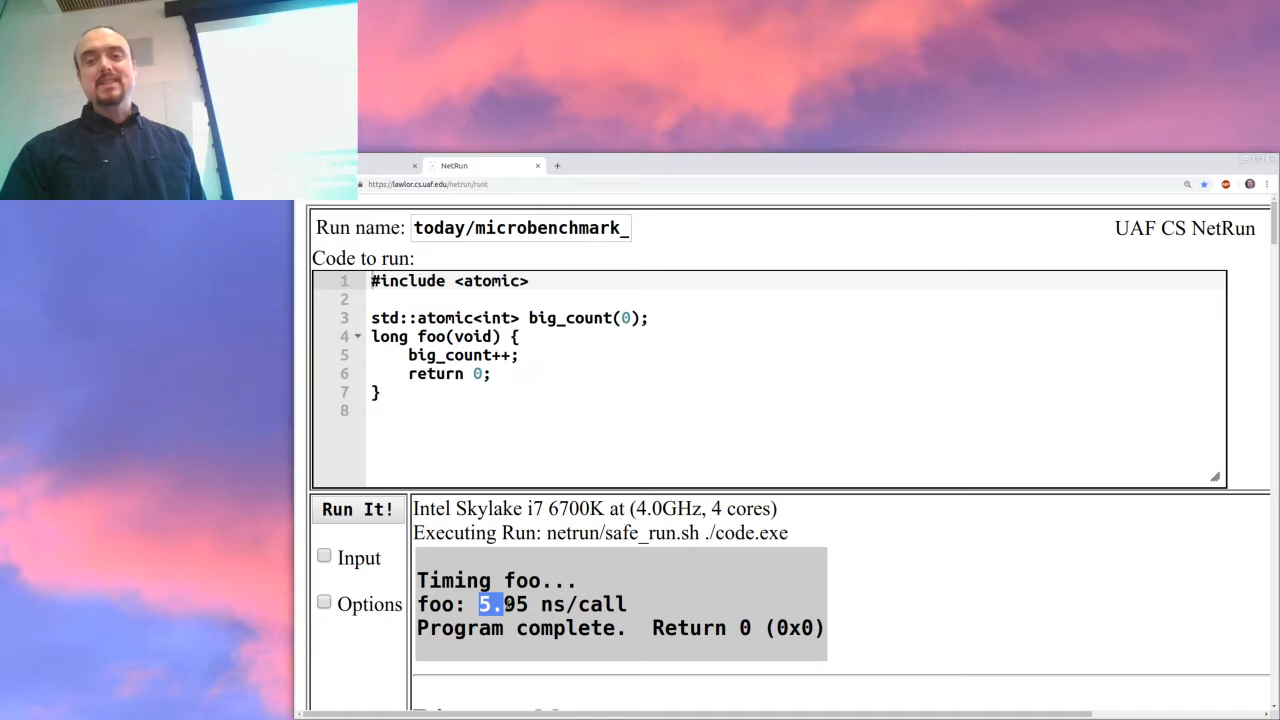 NetRun
https://lawlor.cs.uaf.edu/netrun/runt
Run name: today/microbenchmark_
UAF CS NetRun
Code to run:
1 #include <atomic>
2
3 std::atomic<int> big_count(0);
4 long foo(void) {
5 big_count++;
6 return 0;
7 }
8
Run It!
Input
Options
Intel Skylake i7 6700K at (4.0GHz, 4 cores)
Executing Run: netrun/safe_run.sh ./code.exe
Timing foo...
foo: 5.95 ns/call
Program complete. Return 0 (0x0)